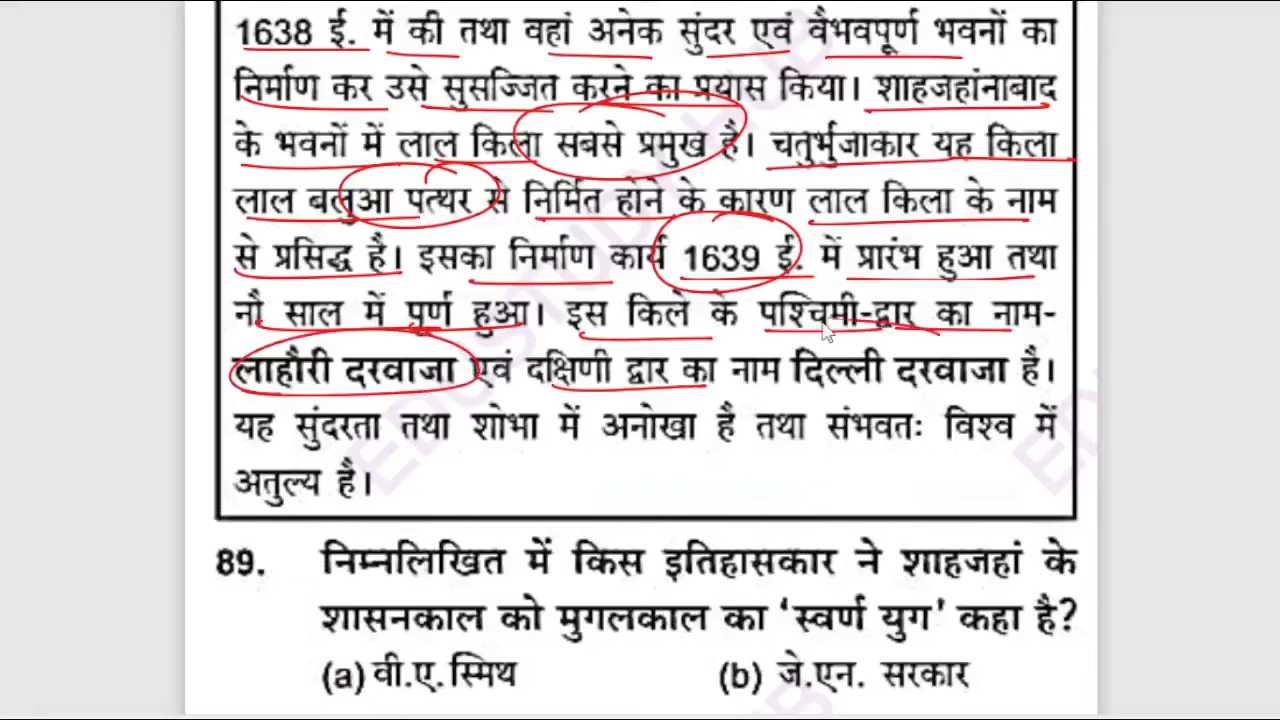 1638 ई. में की तथा वहां अनेक सुंदर एवं वैभवपूर्ण भवनों का
निर्माण कर उसे सुसज्जित करने का प्रयास किया। शाहजहांनाबाद
के भवनों में लाल किला सबसे प्रमुख है। चतुर्भुजाकार यह किला
लाल बलुआ पत्थर से निर्मित होने के कारण लाल किला के नाम
से प्रसिद्ध है। इसका निर्माण कार्य 1639 ई. में प्रारंभ हुआ तथा
नौ साल में पूर्ण हुआ। इस किले के पश्चिमी-द्वार का नाम-
लाहौरी दरवाजा एवं दक्षिणी द्वार का नाम दिल्ली दरवाजा है।
यह सुंदरता तथा शोभा में अनोखा है तथा संभवतः विश्व में
अतुल्य है।
89. निम्नलिखित में किस इतिहासकार ने शाहजहां के
शासनकाल को मुगलकाल का ‘स्वर्ण युग’ कहा है?
(a) वी.ए. स्मिथ (b) जे.एन. सरकार